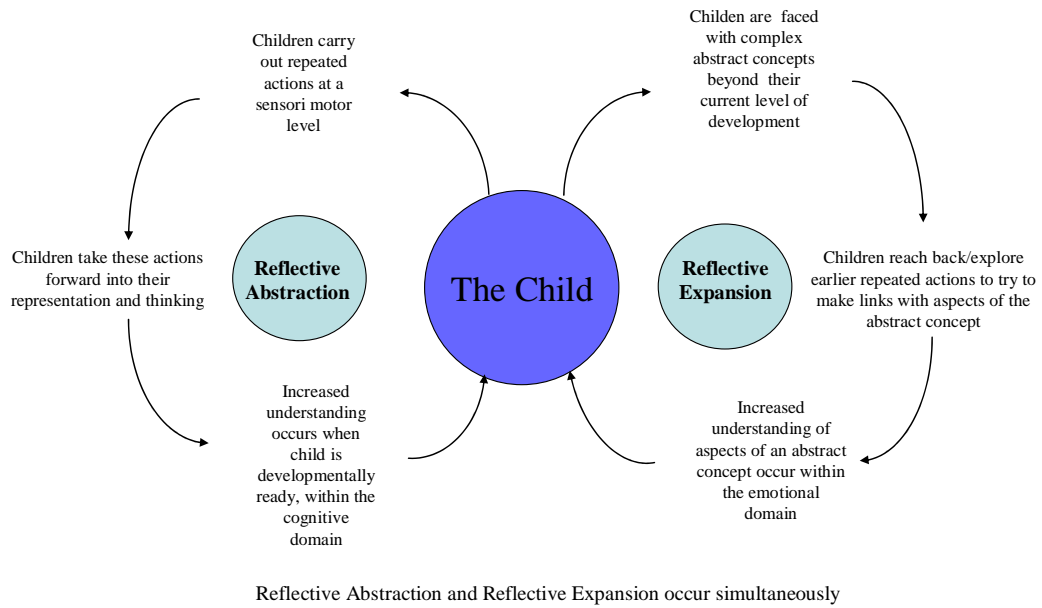 Children carry
out repeated
actions at a
sensori motor
level
Children take these actions
forward into their
representation and thinking
Increased
understanding
occurs when
child is
developmentally
ready, within the
cognitive
domain
Reflective
Abstraction
The Child
Reflective
Expansion
Childen are faced
with complex
abstract concepts
beyond their
current level of
development
Children reach back/explore
earlier repeated actions to try to
make links with aspects of the
abstract concept
Increased
understanding of
aspects of an abstract
concept occur within
the emotional
domain
Reflective Abstraction and Reflective Expansion occur simultaneously